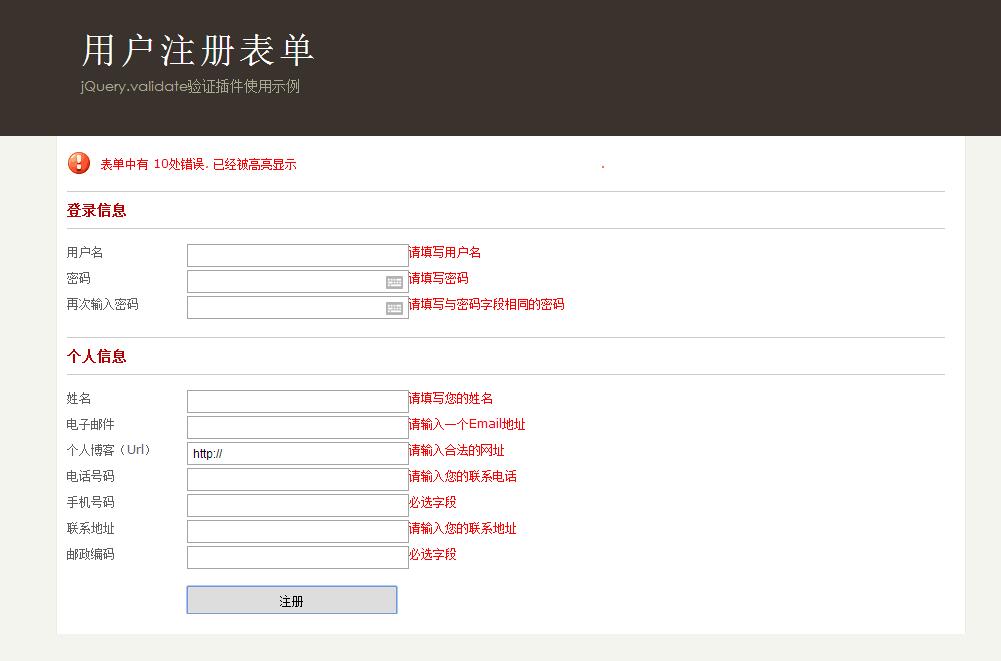 用户注册表单
jQuery.validate验证插件使用示例
表单中有 10处错误. 已经被高亮显示 .
登录信息
用户名 请填写用户名
密码 请填写密码
再次输入密码 请填写与密码字段相同的密码
个人信息
姓名 请填写您的姓名
电子邮件 请输入一个Email地址
个人博客（Url） http:// 请输入合法的网址
电话号码 请输入您的联系电话
手机号码 必选字段
联系地址 请输入您的联系地址
邮政编码 必选字段
注册